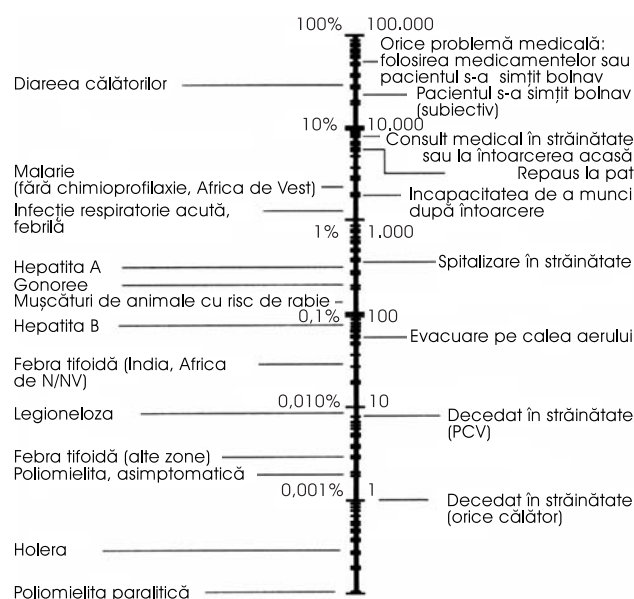 100% 100.000
Orice problemă medicală:
folosirea medicamentelor sau
pacientul s-a simțit bolnav
Diareea călătorilor
Pacientul s-a simțit bolnav
(subiectiv)
10% 10.000
Consult medical în străinătate
sau la întoarcerea acasă
Repaus la pat
Malarie
(fără chimioprofilaxie, Africa de Vest)
Incapacitatea de a munci
după întoarcere
Infecție respiratorie acută,
febrilă
1% 1.000
Spitalizare în străinătate
Hepatita A
Gonoree
Mușcături de animale cu risc de rabie
0,1% 100
Hepatita B
Evacuare pe calea aerului
Febra tifoidă (India, Africa
de N/NV)
0,010% 10
Legioneloza
Decedat în străinătate
(PCV)
Febra tifoidă (alte zone)
Poliomielita, asimptomatică
0,001% 1
Decedat în străinătate
(orice călător)
Holera
Poliomielita paralitică